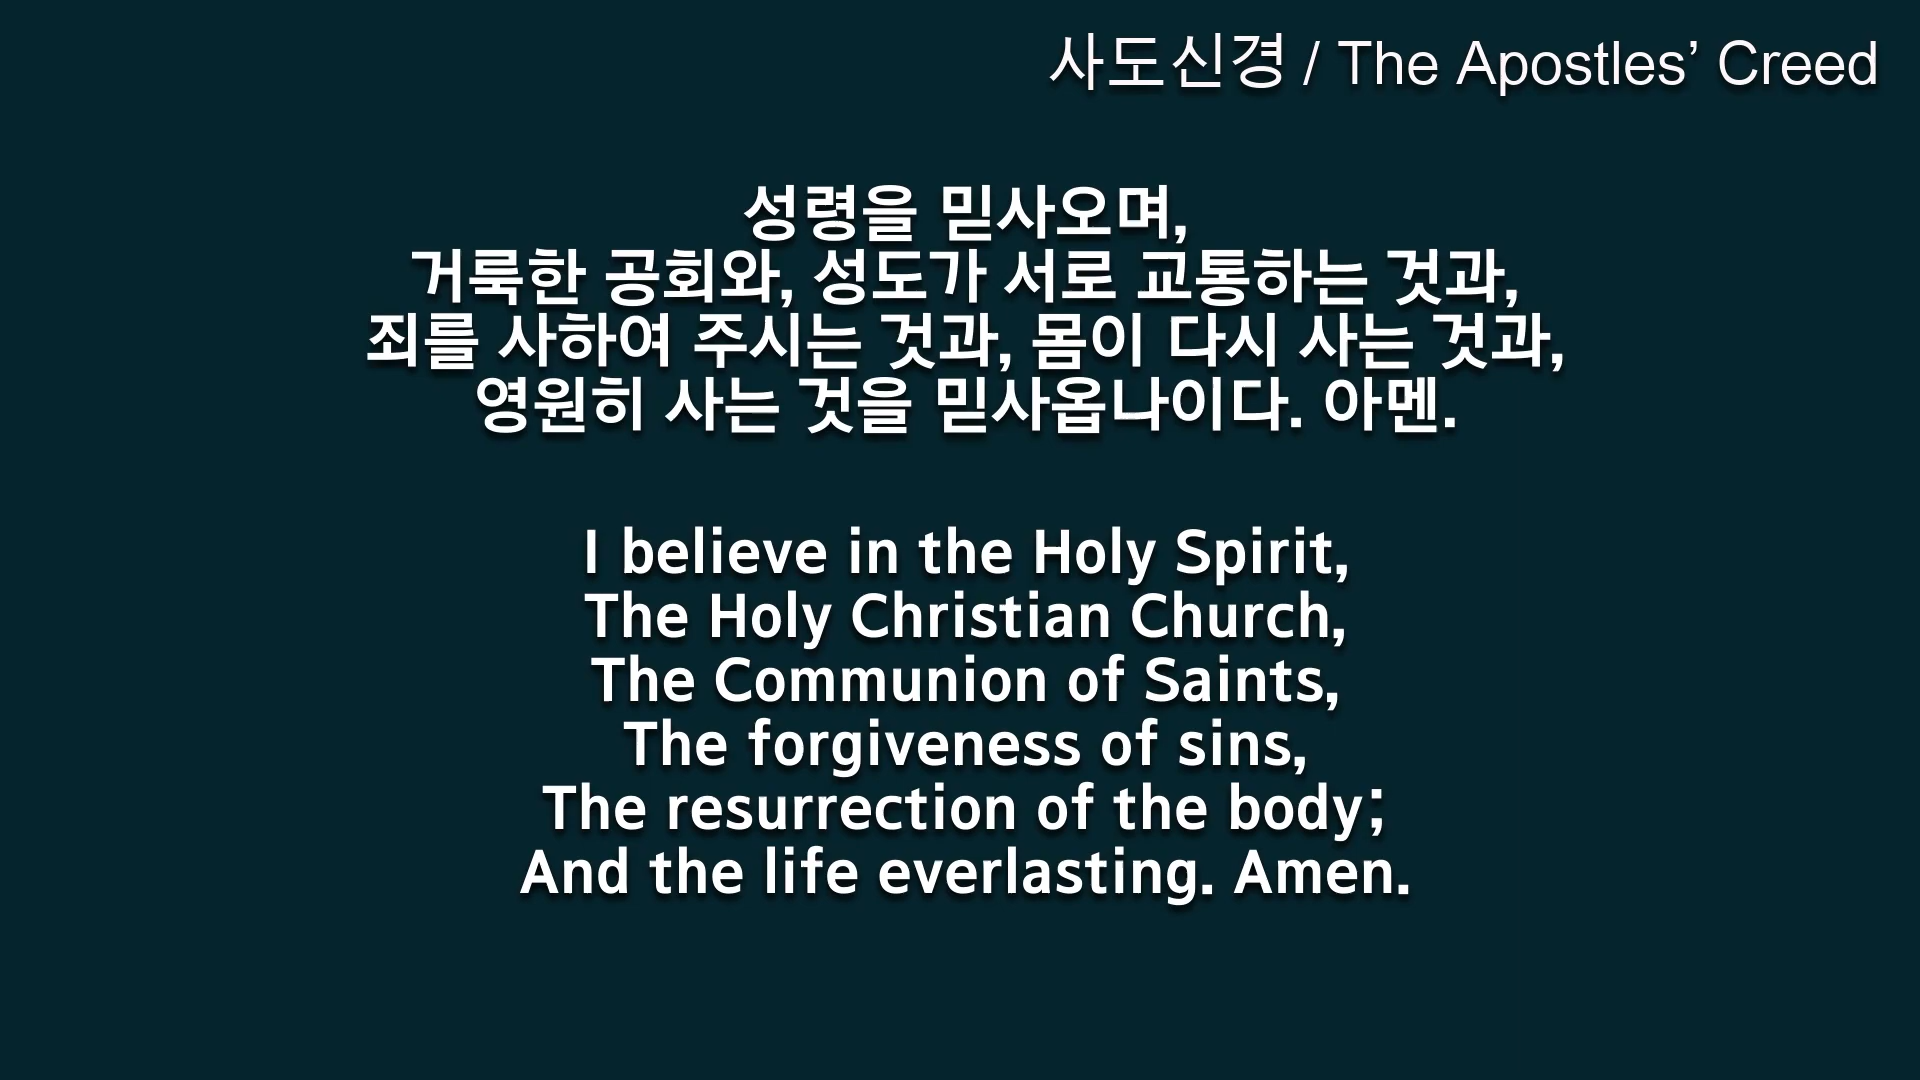 사도신경 / The Apostles’ Creed
성령을 믿사오며,
거룩한 공회와, 성도가 서로 교통하는 것과,
죄를 사하여 주시는 것과, 몸이 다시 사는 것과,
영원히 사는 것을 믿사옵나이다. 아멘.
I believe in the Holy Spirit,
The Holy Christian Church,
The Communion of Saints,
The forgiveness of sins,
The resurrection of the body;
And the life everlasting. Amen.